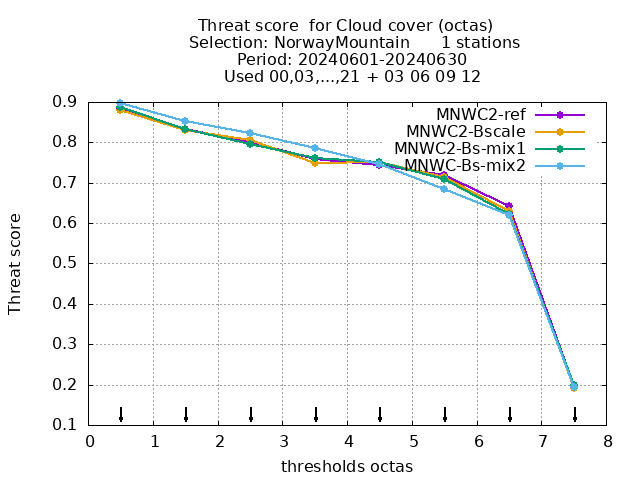 Threat score  for Cloud cover (octas)
Selection: NorwayMountain      1 stations
Period: 20240601-20240630
Used 00,03,...,21 + 03 06 09 12
MNWC2-ref
MNWC2-Bscale
MNWC2-Bs-mix1
MNWC-Bs-mix2
Threat score
0.9
0.8
0.7
0.6
0.5
0.4
0.3
0.2
0.1
0 1 2 3 4 5 6 7 8
thresholds octas